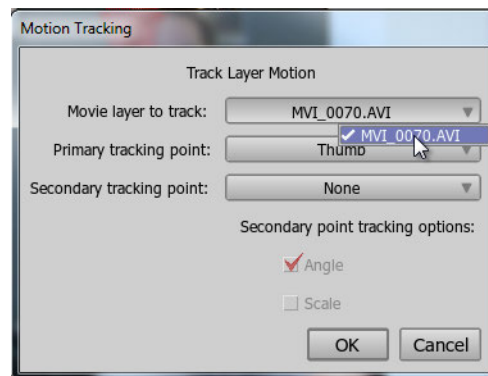 Motion Tracking
Track Layer Motion
Movie layer to track: MVI_0070.AVI
MVI_0070.AVI
Primary tracking point: Thumb
Secondary tracking point: None
Secondary point tracking options:
Angle
Scale
OK Cancel